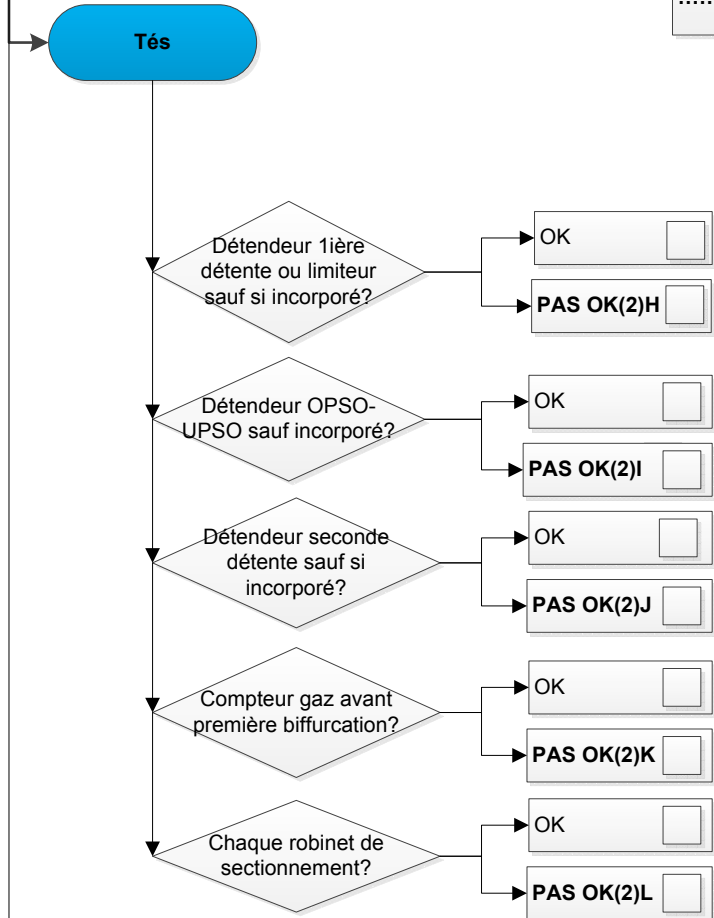 .....
Tés
Détendeur 1ière
détente ou limiteur
sauf si incorporé?
OK
PAS OK(2)H
Détendeur OPSO-
UPSO sauf incorporé?
OK
PAS OK(2)I
Détendeur seconde
détente sauf si
incorporé?
OK
PAS OK(2)J
Compteur gaz avant
première biffurcation?
OK
PAS OK(2)K
Chaque robinet de
sectionnement?
OK
PAS OK(2)L